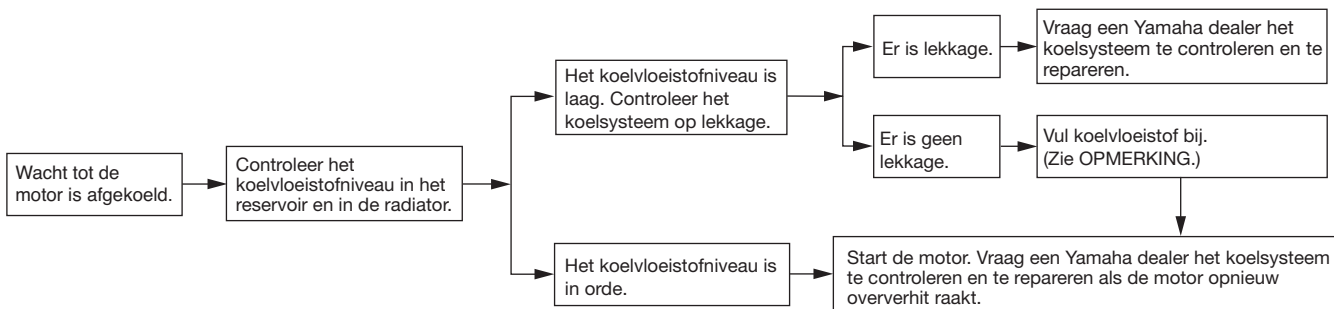 Wacht tot de
motor is afgekoeld.
Controleer het
koelvloeistofniveau in het
reservoir en in de radiator.
Het koelvloeistofniveau is
laag. Controleer het
koelsysteem op lekkage.
Er is lekkage.
Vraag een Yamaha dealer het
koelsysteem te controleren en te
repareren.
Er is geen
lekkage.
Vul koelvloeistof bij.
(Zie OPMERKING.)
Het koelvloeistofniveau is
in orde.
Start de motor. Vraag een Yamaha dealer het koelsysteem
te controleren en te repareren als de motor opnieuw
oververhit raakt.